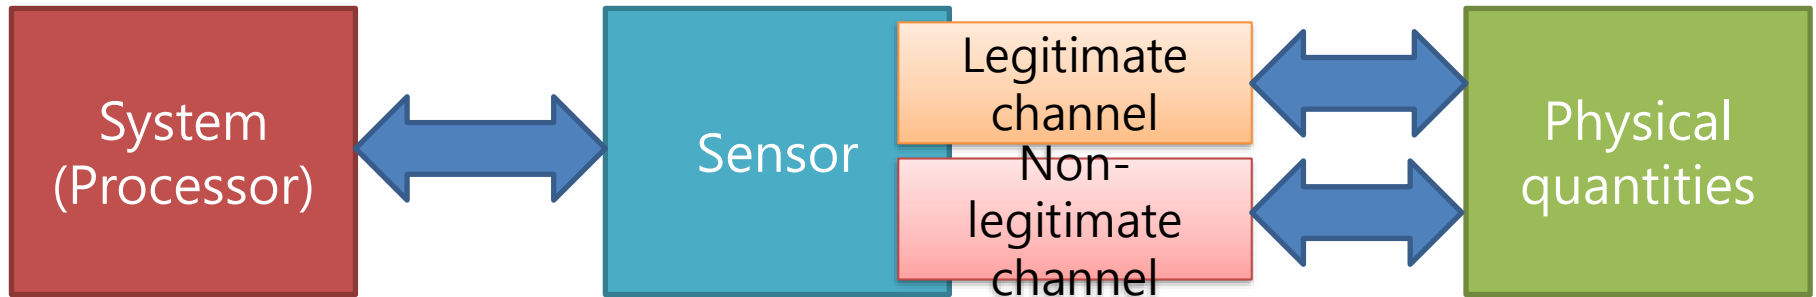 System
(Processor)
Sensor
Legitimate
channel
Non-
legitimate
channel
Physical
quantities